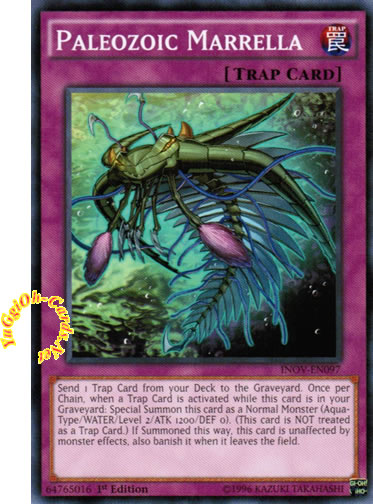 PALEOZOIC MARRELLA
TRAP
罠
[TRAP CARD]
YuGgiOh-Cards.Net
INOV-EN097
Send 1 Trap Card from your Deck to the Graveyard. Once per
Chain, when a Trap Card is activated while this card is in your
Graveyard: Special Summon this card as a Normal Monster (Aqua-
Type/WATER/Level 2/ATK 1200/DEF 0). (This card is NOT treated
as a Trap Card.) If Summoned this way, this card is unaffected by
monster effects, also banish it when it leaves the field.
64765016 1st Edition
©1996 KAZUKI TAKAHASHI